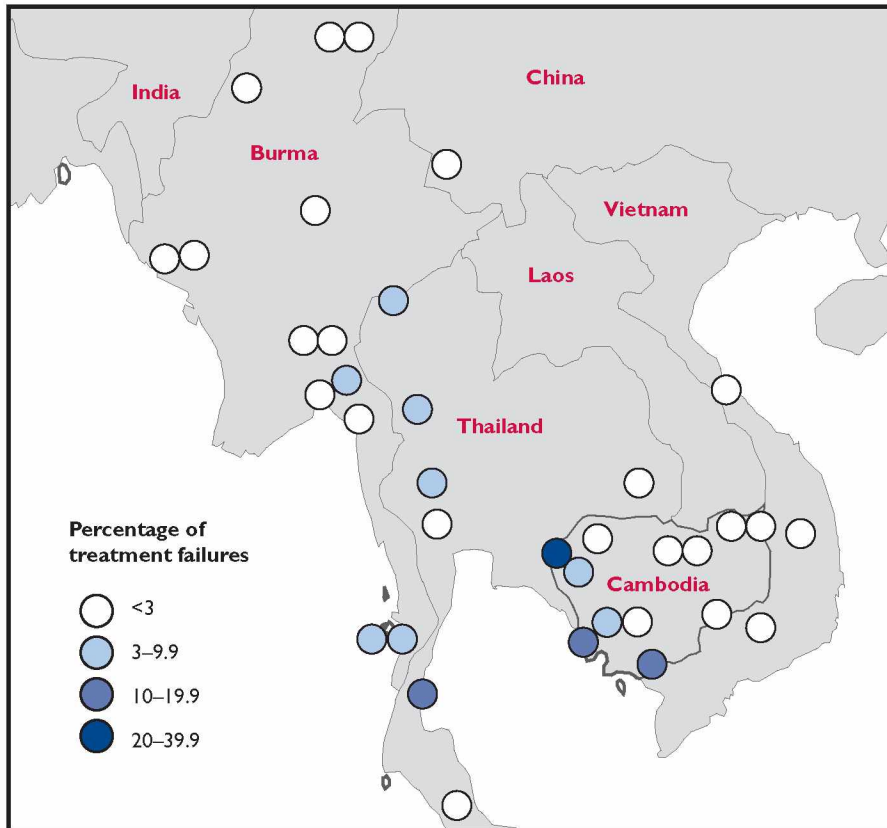 India
China
Burma
Vietnam
Laos
Thailand
Cambodia
Percentage of
treatment failures
<3
3–9.9
10–19.9
20–39.9